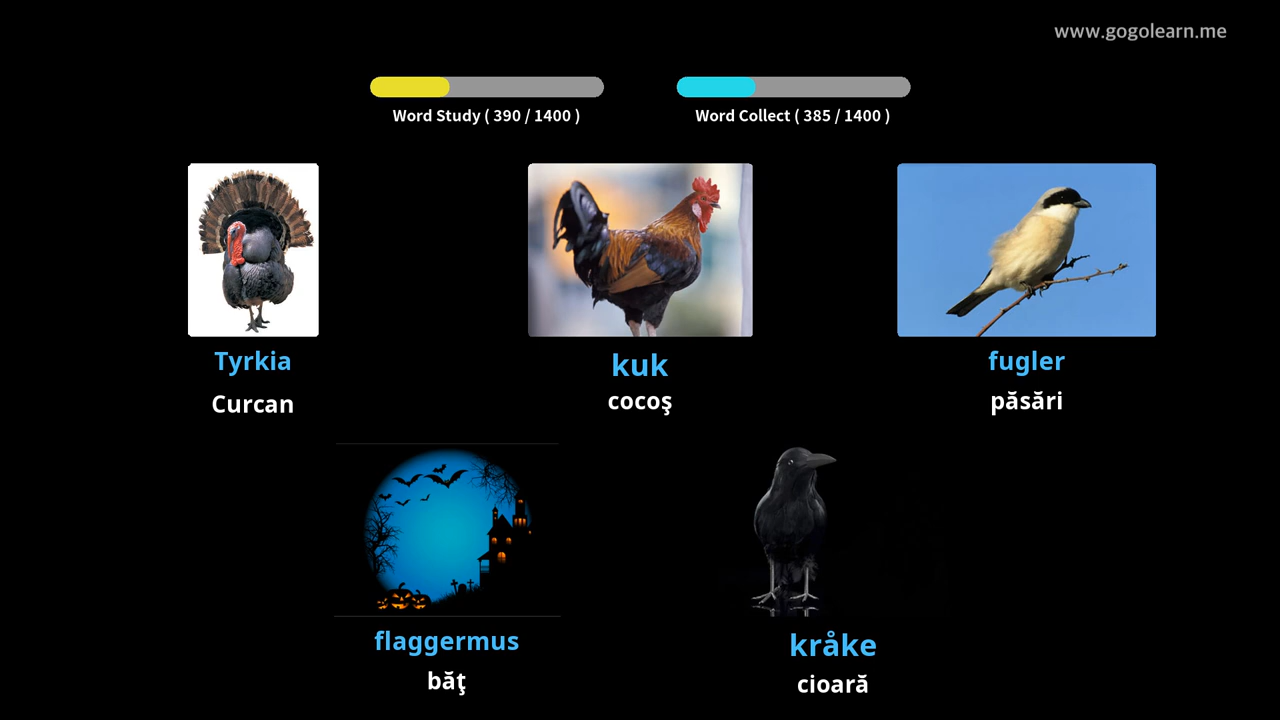 www.gogolearn.me
Word Study ( 390 / 1400 )
Word Collect ( 385 / 1400 )
Tyrkia
Curcan
kuk
cocoş
fugler
păsări
flaggermus
băţ
kråke
cioară